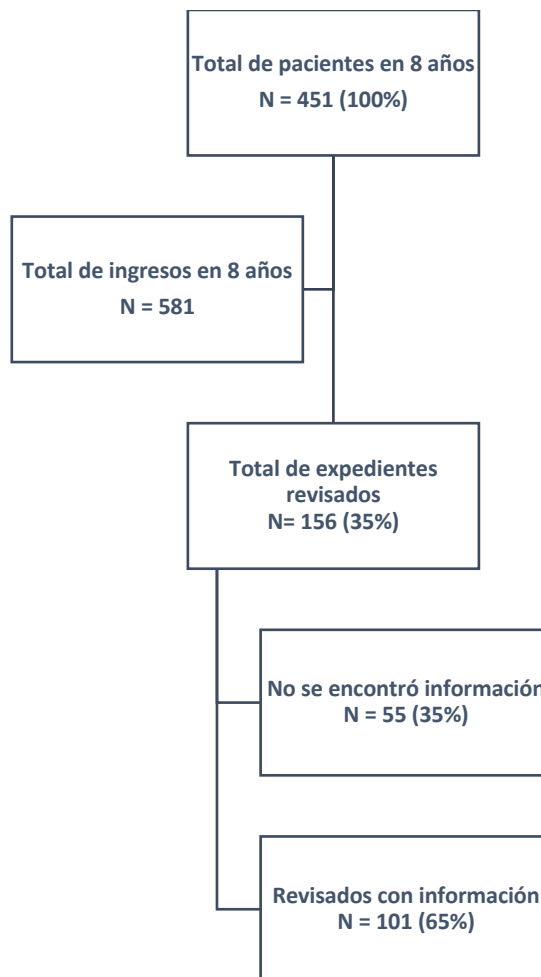 Total de pacientes en 8 años
N = 451 (100%)
Total de ingresos en 8 años
N = 581
Total de expedientes
revisados
N= 156 (35%)
No se encontró información
N = 55 (35%)
Revisados con información
N = 101 (65%)